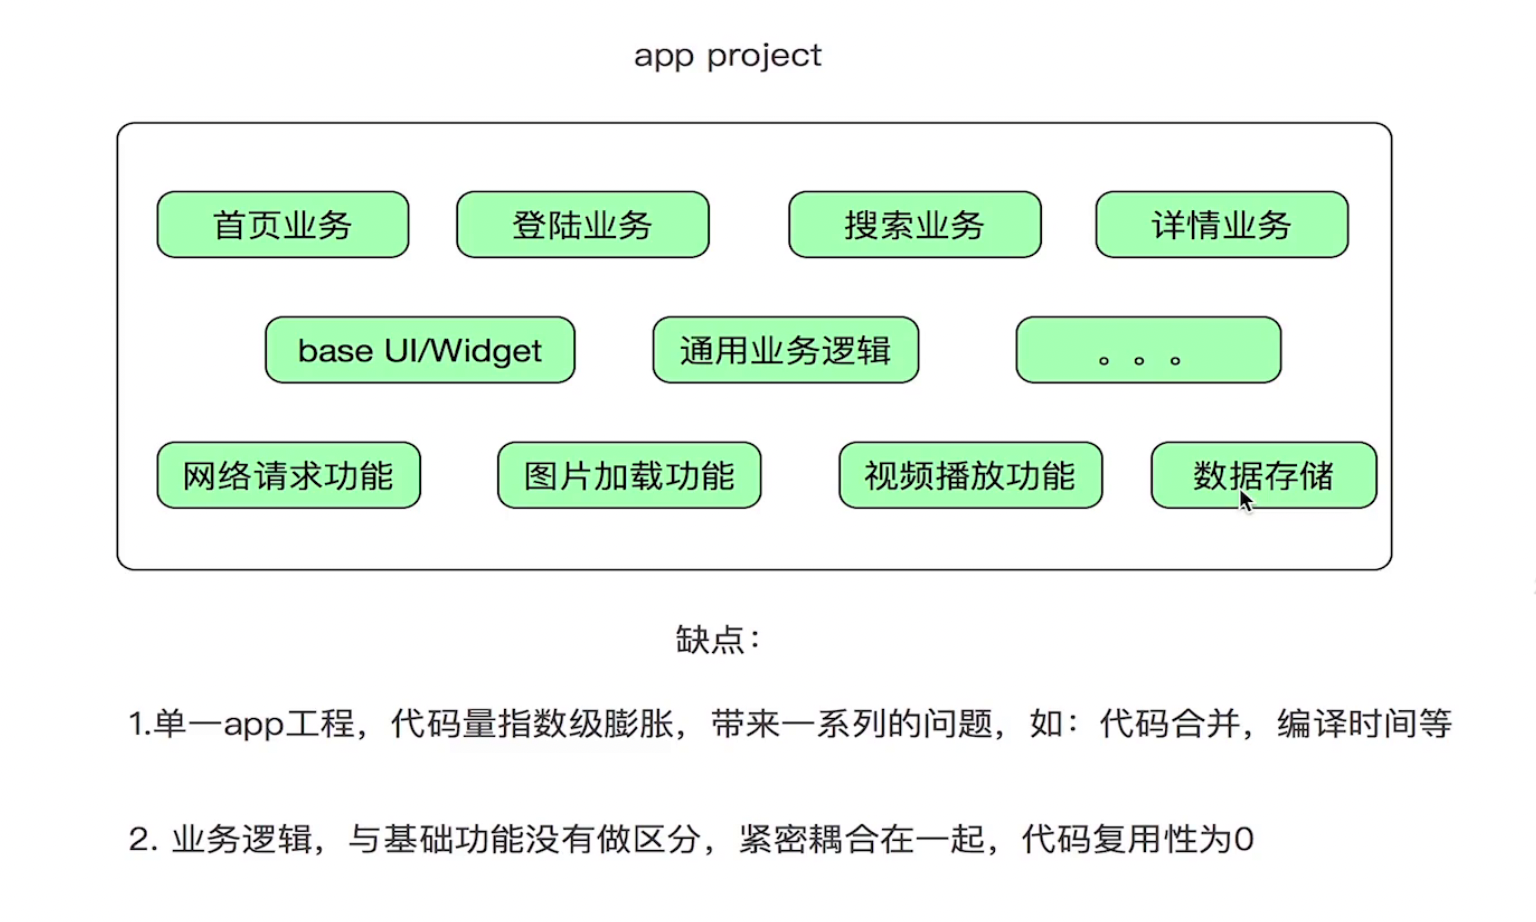 app project
首页业务
登陆业务
搜索业务
详情业务
base UI/Widget
通用业务逻辑
。。。
网络请求功能
图片加载功能
视频播放功能
数据存储
缺点：
1.单一app工程，代码量指数级膨胀，带来一系列的问题，如：代码合并，编译时间等
2. 业务逻辑，与基础功能没有做区分，紧密耦合在一起，代码复用性为0